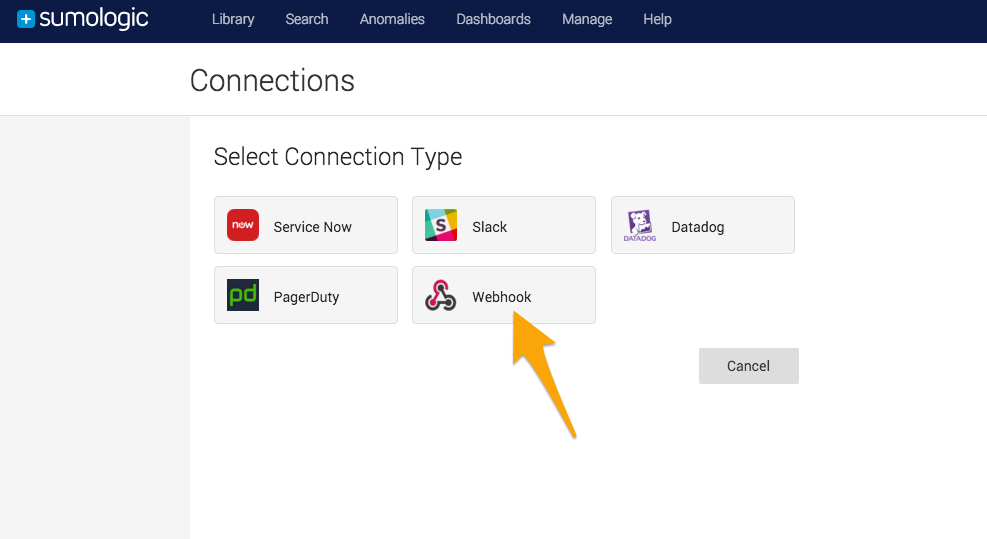 sumologic Library Search Anomalies Dashboards Manage Help
Connections
Select Connection Type
now Service Now S Slack DATADOG Datadog
pd PagerDuty Webhook
Cancel